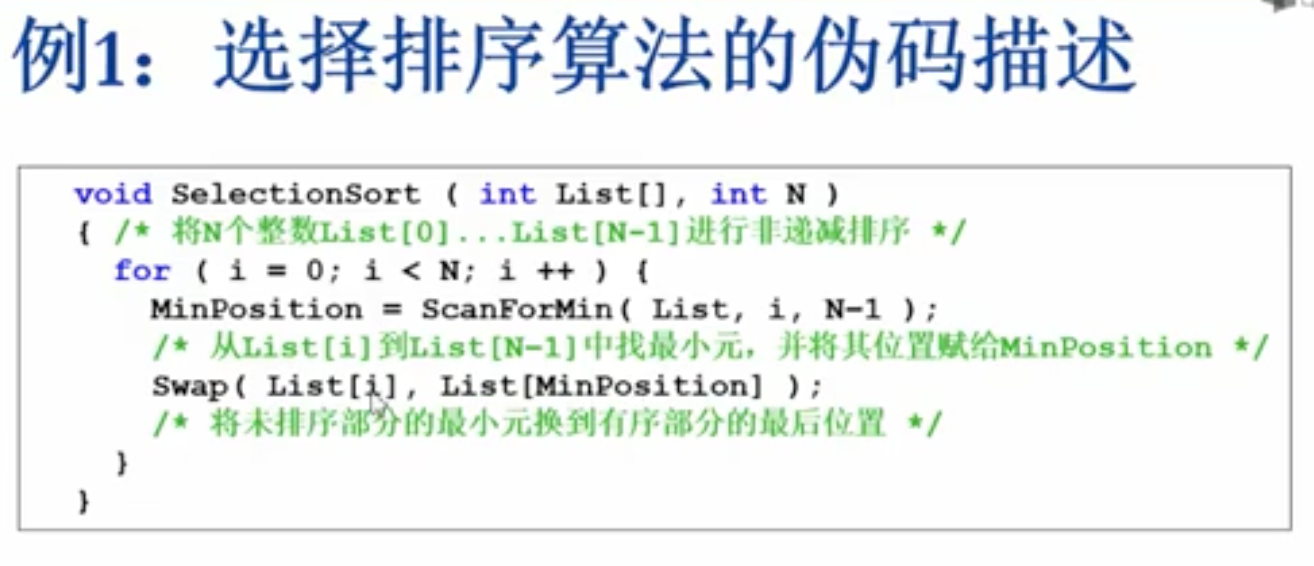 例1：选择排序算法的伪码描述
void SelectionSort ( int List[], int N )
{ /* 将N个整数List[0]...List[N-1]进行非递减排序 */
for ( i = 0; i < N; i ++ ) {
MinPosition = ScanForMin( List, i, N-1 );
/* 从List[i]到List[N-1]中找最小元，并将其位置赋给MinPosition */
Swap( List[i], List[MinPosition] );
/* 将未排序部分的最小元换到有序部分的最后位置 */
}
}